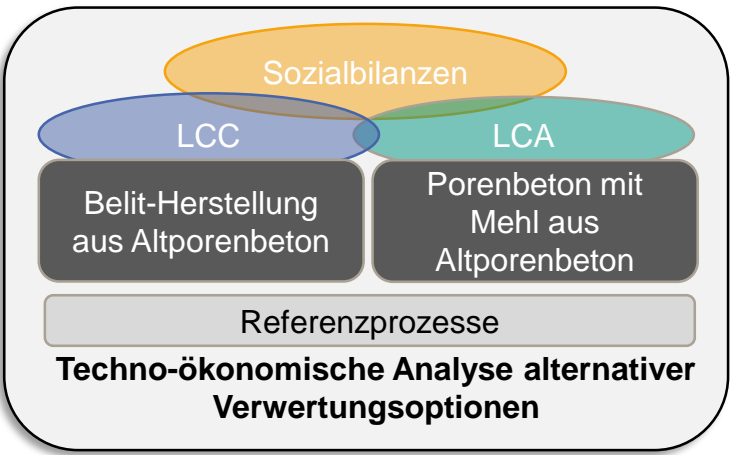 Sozialbilanzen
LCC
LCA
Belit-Herstellung
aus Altporenbeton
Porenbeton mit
Mehl aus
Altporenbeton
Referenzprozesse
Techno-ökonomische Analyse alternativer
Verwertungsoptionen